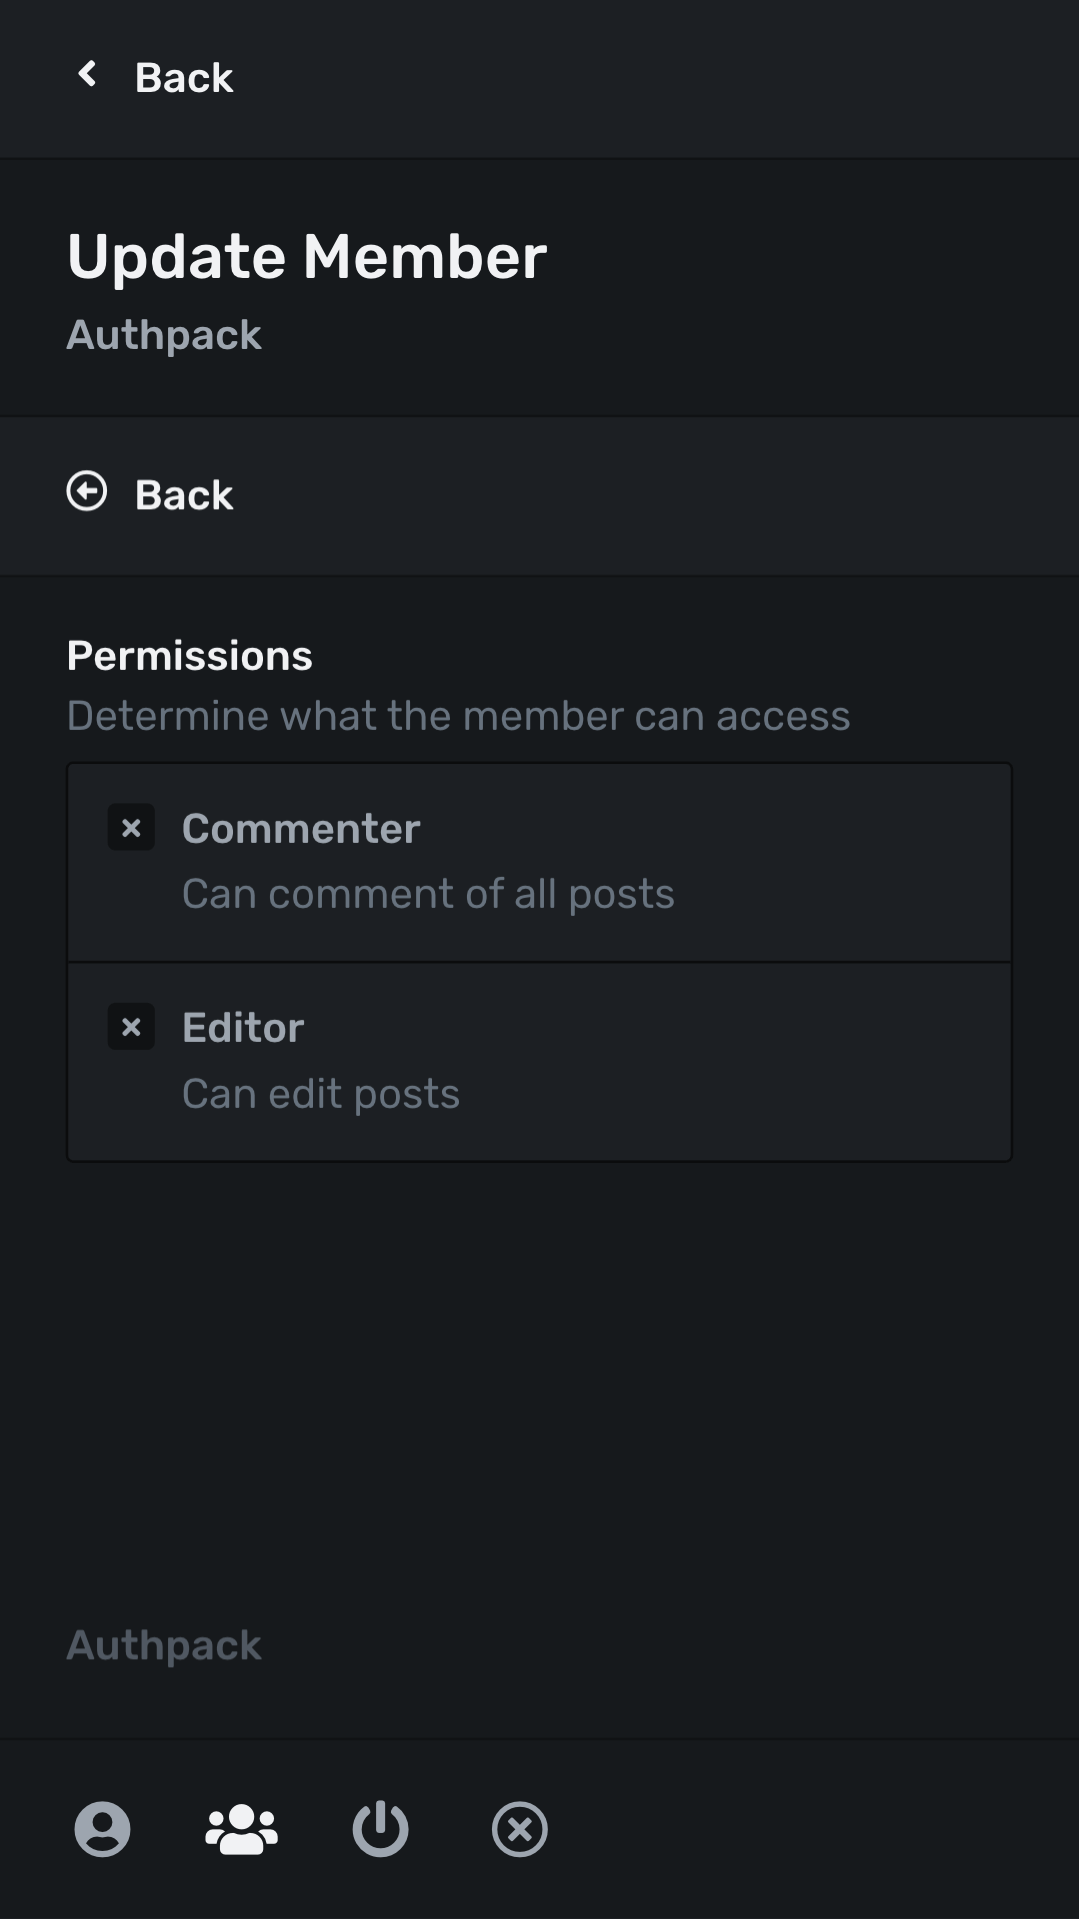 Back
Update Member
Authpack
Back
Permissions
Determine what the member can access
Commenter
Can comment of all posts
Editor
Can edit posts
Authpack